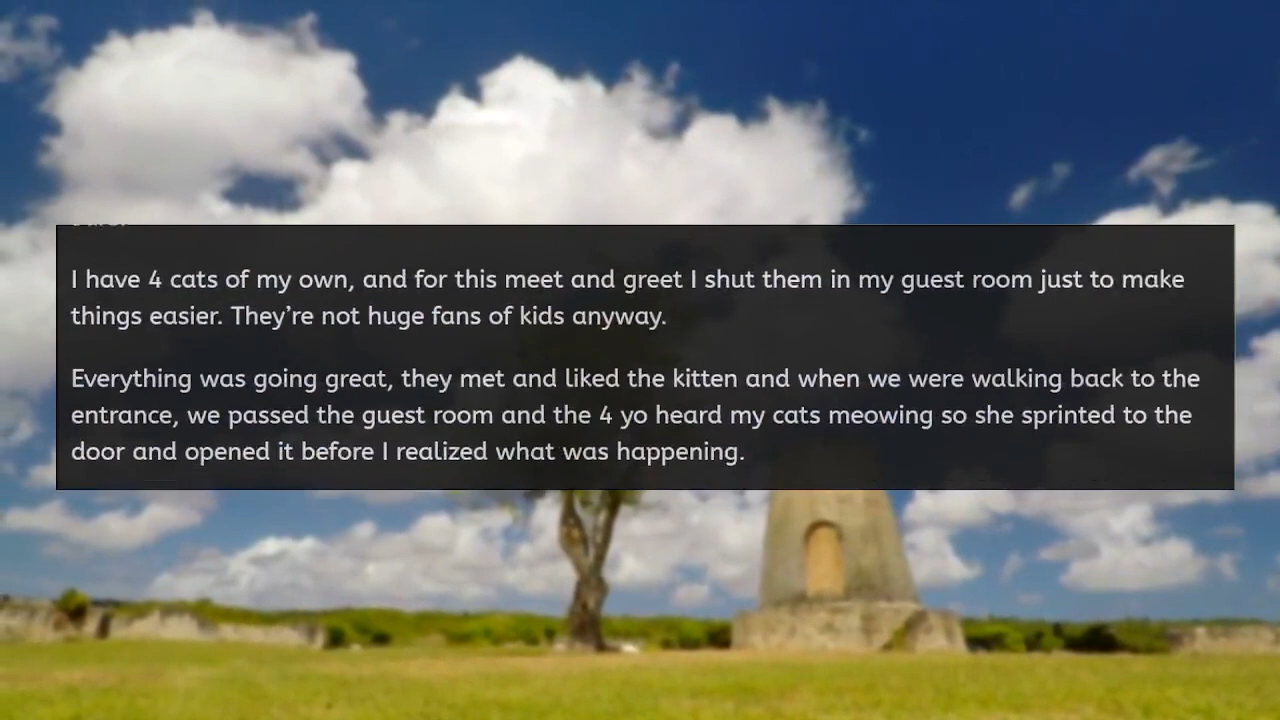 I have 4 cats of my own, and for this meet and greet I shut them in my guest room just to make
things easier. They’re not huge fans of kids anyway.
Everything was going great, they met and liked the kitten and when we were walking back to the
entrance, we passed the guest room and the 4 yo heard my cats meowing so she sprinted to the
door and opened it before I realized what was happening.